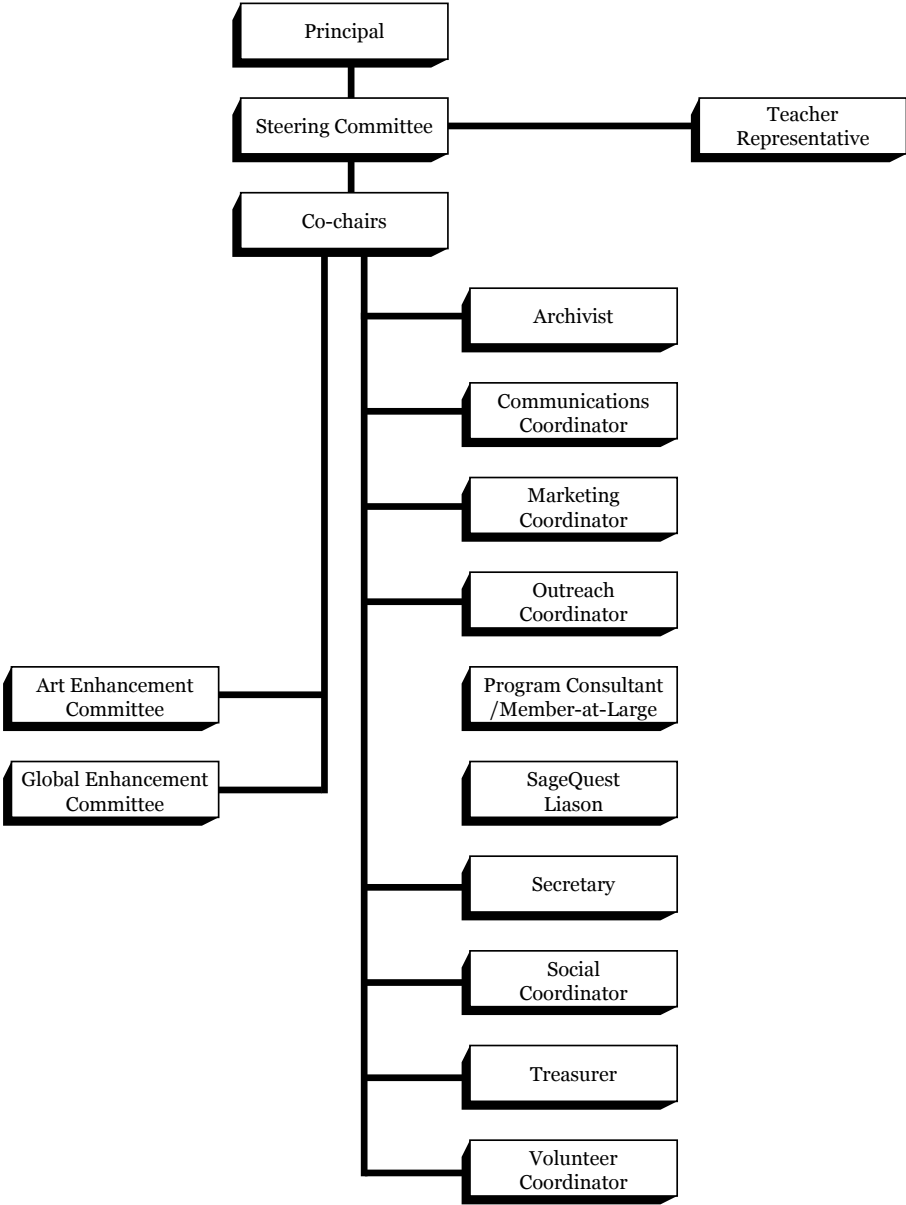 Principal
Steering Committee
Teacher
Representative
Co-chairs
Archivist
Communications
Coordinator
Marketing
Coordinator
Outreach
Coordinator
Art Enhancement
Committee
Program Consultant
/Member-at-Large
Global Enhancement
Committee
SageQuest
Liason
Secretary
Social
Coordinator
Treasurer
Volunteer
Coordinator